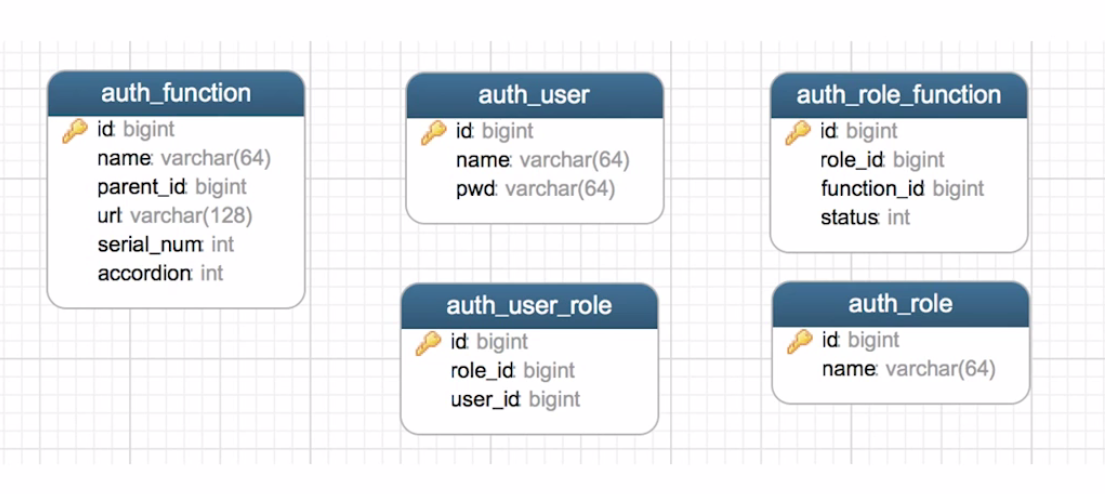 auth_function
id: bigint
name: varchar(64)
parent_id: bigint
url: varchar(128)
serial_num: int
accordion: int
auth_user
id: bigint
name: varchar(64)
pwd: varchar(64)
auth_role_function
id: bigint
role_id: bigint
function_id: bigint
status: int
auth_user_role
id: bigint
role_id: bigint
user_id: bigint
auth_role
id: bigint
name: varchar(64)